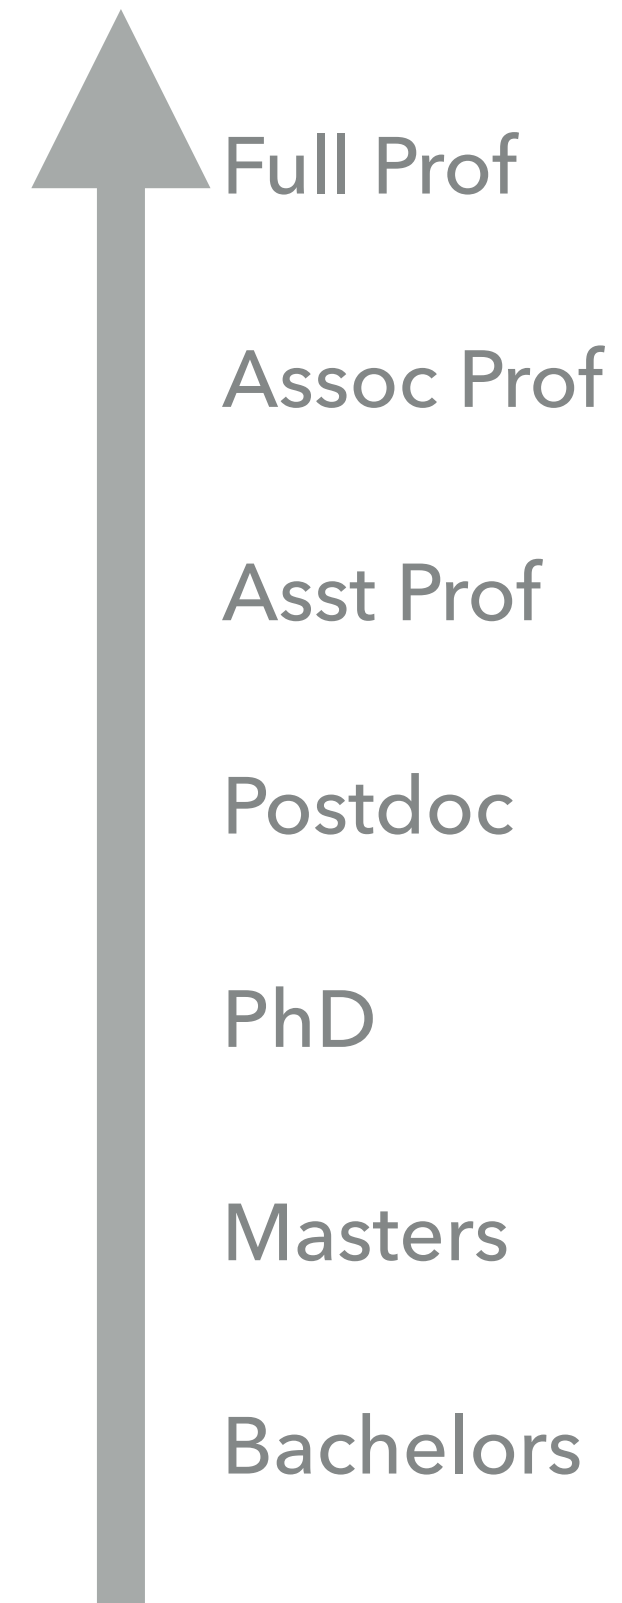 Full Prof
Assoc Prof
Asst Prof
Postdoc
PhD
Masters
Bachelors